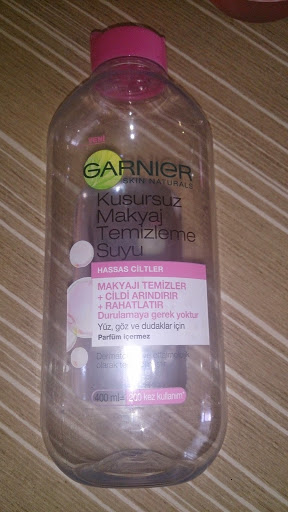 GARNIER
SKIN NATURALS
Kusursuz
Makyaj
Temizleme
Suyu
HASSAS CİLTLER
MAKYAJI TEMİZLER
+ CİLDİ ARINDIRIR
+ RAHATLATIR
Durulamaya gerek yoktur
Yüz, göz ve dudaklar için
Parfüm içermez
400 ml
200 kez kullanım*